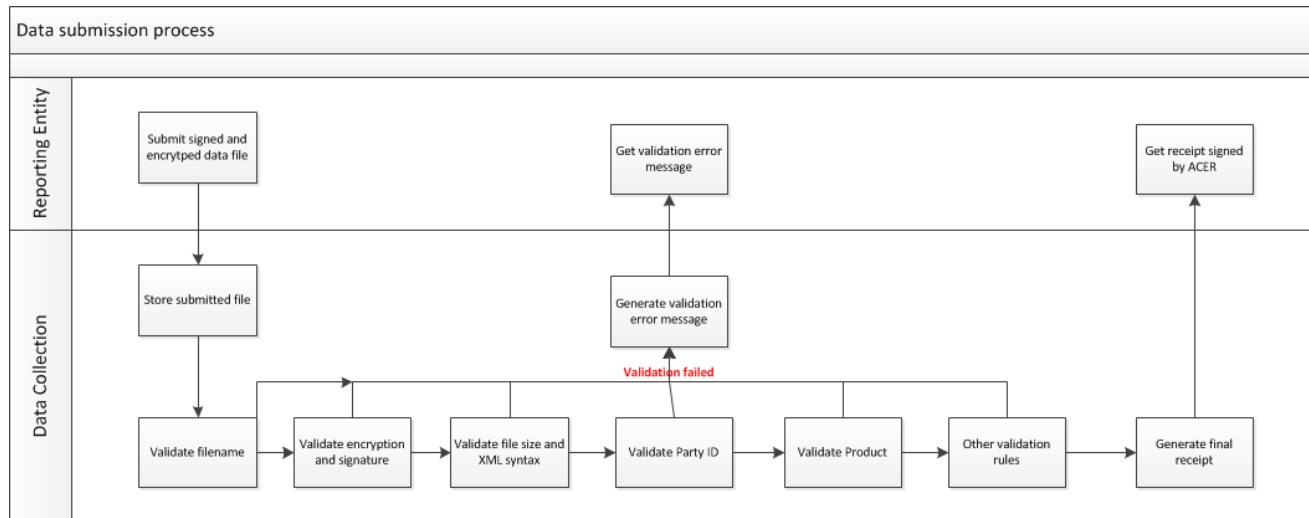 Data submission process
Reporting Entity
Submit signed and
encrytped data file
Get validation error
message
Get receipt signed
by ACER
Data Collection
Store submitted file
Generate validation
error message
Validation failed
Validate filename
Validate encryption
and signature
Validate file size and
XML syntax
Validate Party ID
Validate Product
Other validation
rules
Generate final
receipt